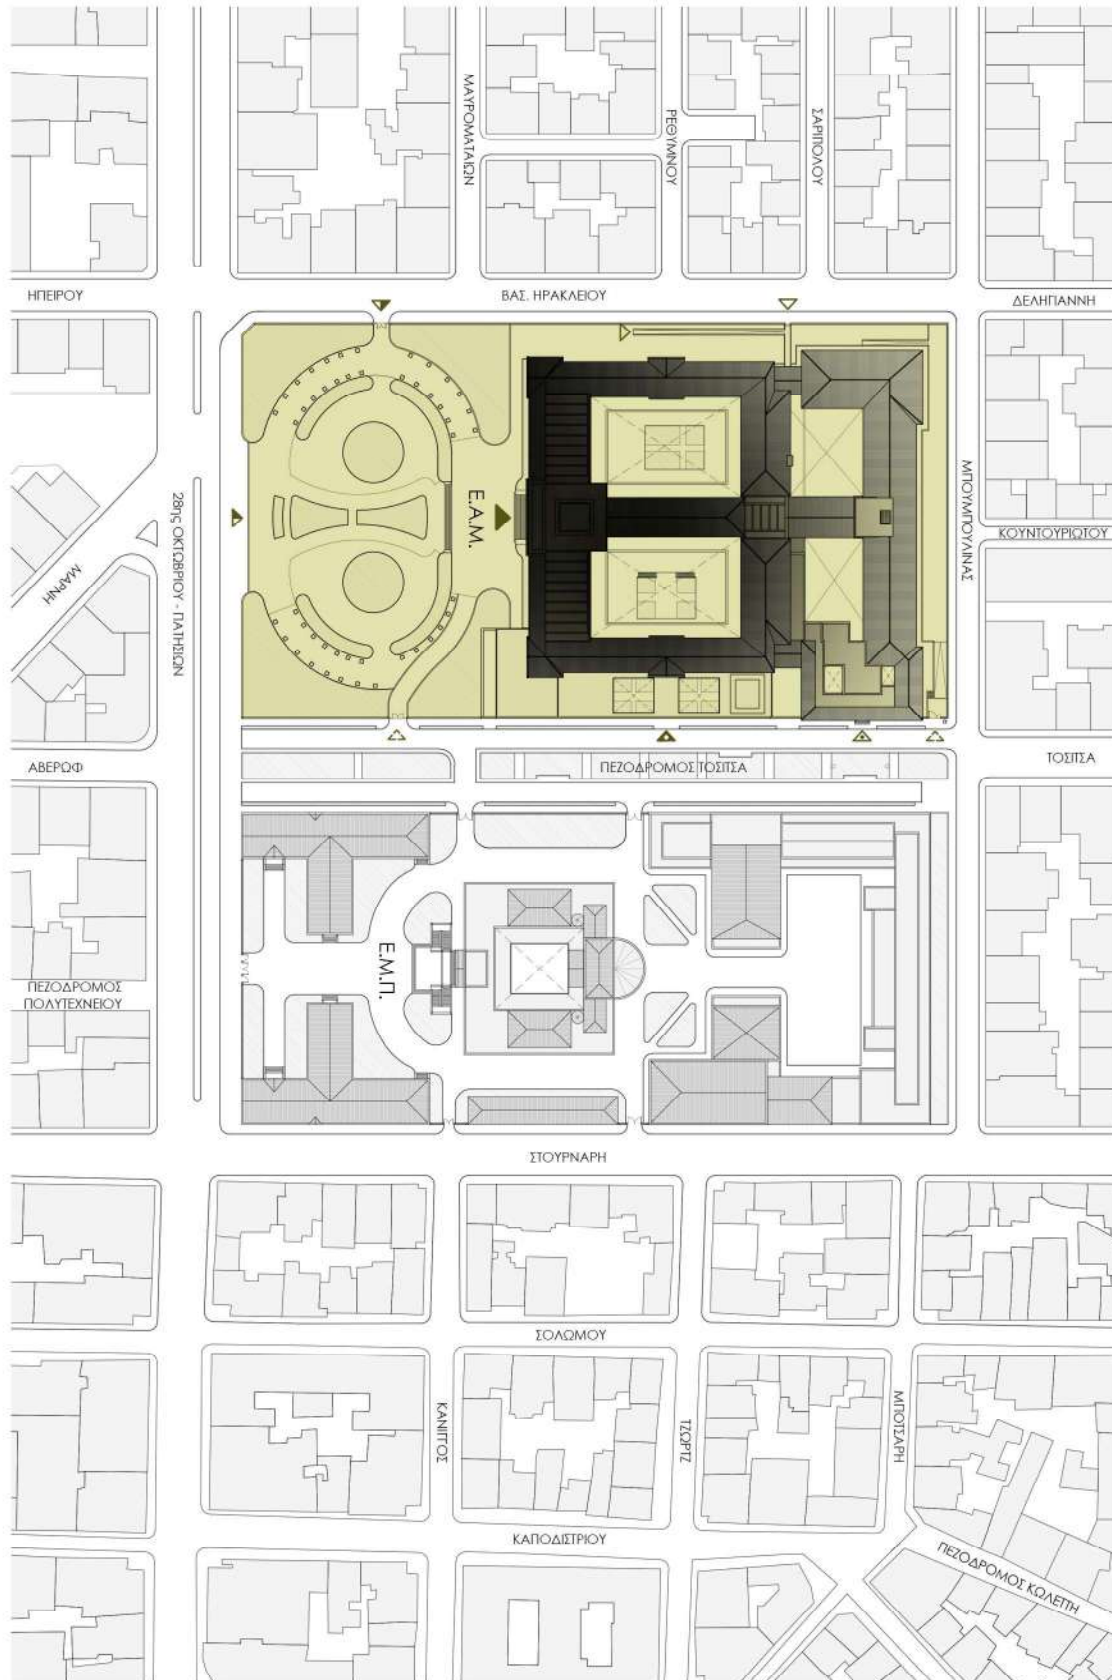 ΜΑΥΡΟΜΑΤΑΙΩΝ
ΡΕΘΥΜΝΟΥ
ΣΑΡΙΠΟΛΟΥ
ΗΠΕΙΡΟΥ
ΒΑΣ. ΗΡΑΚΛΕΙΟΥ
ΔΕΛΗΓΙΑΝΝΗ
28ης ΟΚΤΩΒΡΙΟΥ - ΠΑΤΗΣΙΩΝ
Ε.Α.Μ.
ΜΠΟΥΜΠΟΥΛΙΝΑΣ
ΚΟΥΝΤΟΥΡΙΩΤΟΥ
ΜΑΡΝΗ
ΑΒΕΡΩΦ
ΠΕΖΟΔΡΟΜΟΣ ΤΟΣΙΤΣΑ
ΤΟΣΙΤΣΑ
Ε.Μ.Π.
ΠΕΖΟΔΡΟΜΟΣ
ΠΟΛΥΤΕΧΝΕΙΟΥ
ΣΤΟΥΡΝΑΡΗ
ΣΟΛΩΜΟΥ
ΚΑΝΙΓΓΟΣ
ΤΖΩΡΤΖ
ΜΠΟΤΣΑΡΗ
ΚΑΠΟΔΙΣΤΡΙΟΥ
ΠΕΖΟΔΡΟΜΟΣ ΚΩΛΕΤΤΗ